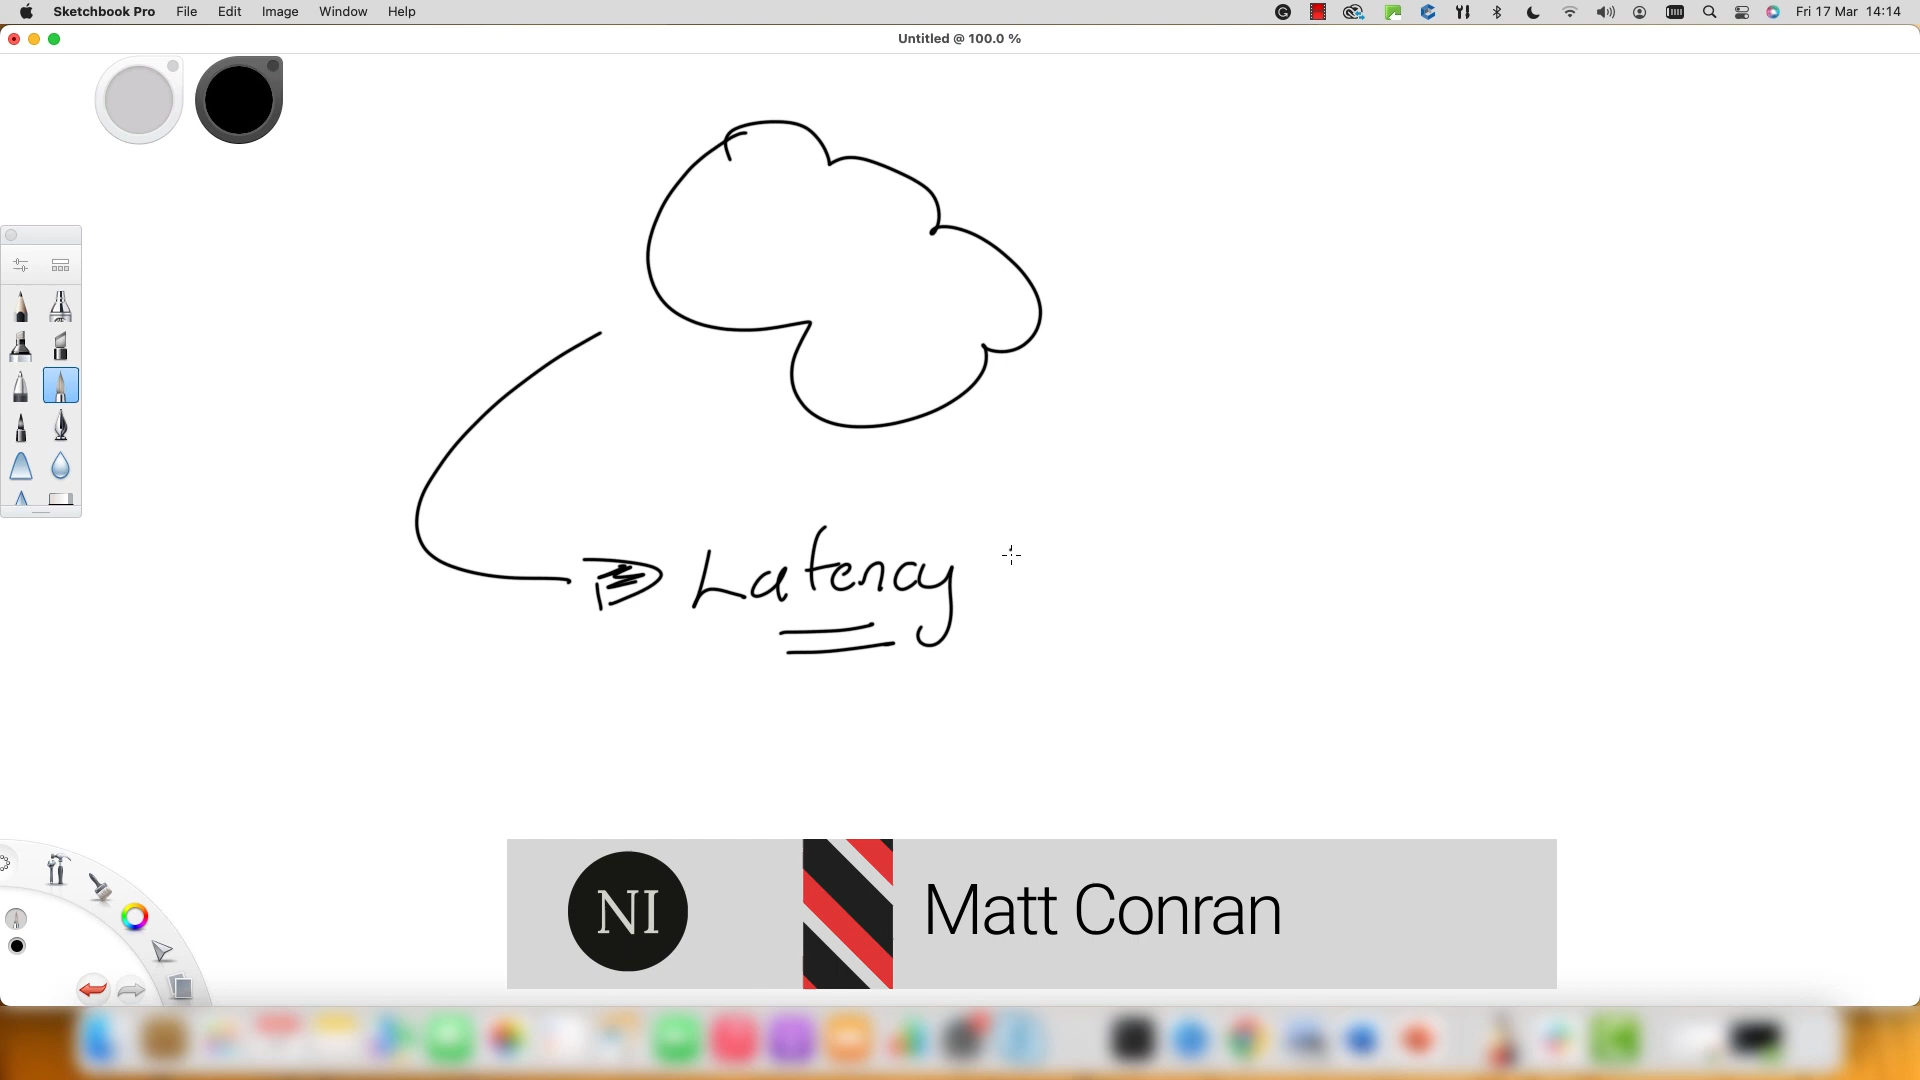 Sketchbook Pro File Edit Image Window Help Fri 17 Mar 14:14
Untitled @ 100.0 %
Latency
NI Matt Conran